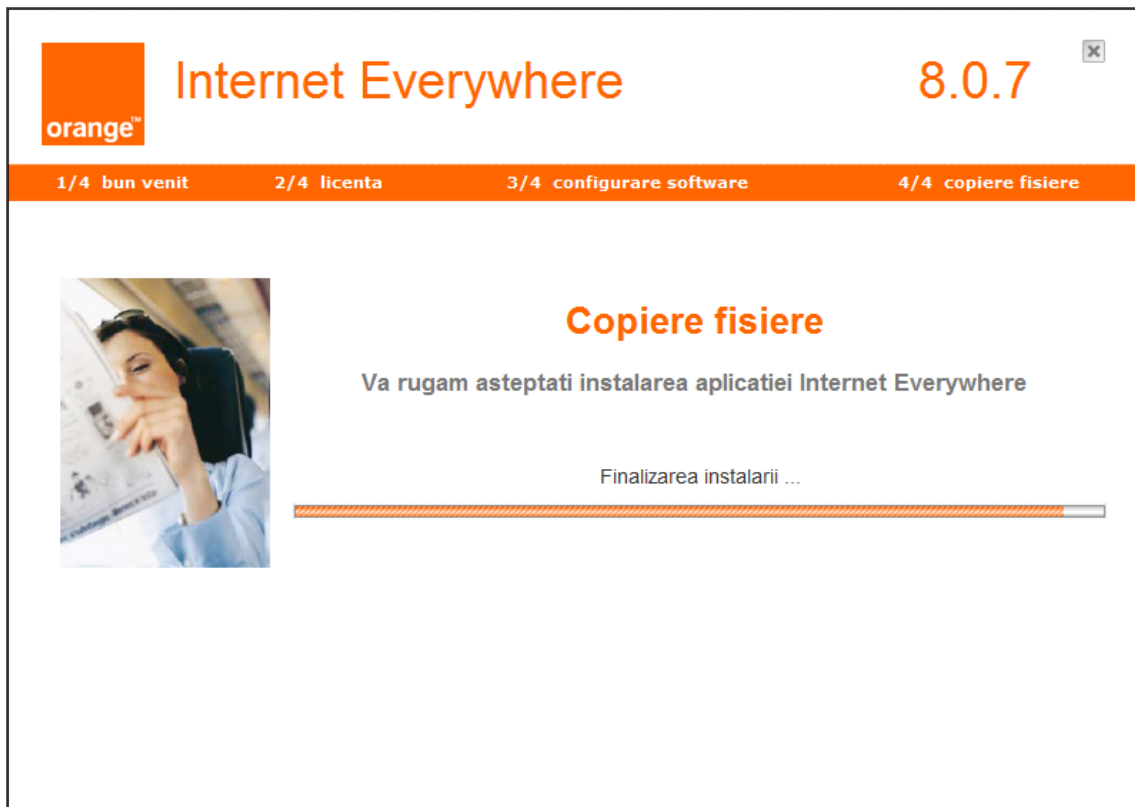 Internet Everywhere 8.0.7
orange™
1/4 bun venit 2/4 licenta 3/4 configurare software 4/4 copiere fisiere
Copiere fisiere
Va rugam asteptati instalarea aplicatiei Internet Everywhere
Finalizarea instalarii ...